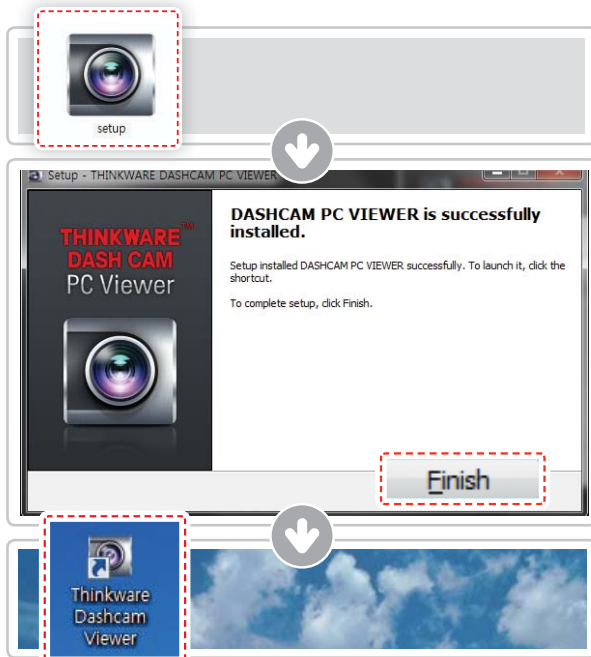 setup
Setup - THINKWARE DASHCAM PC VIEWER
THINKWARE™
DASH CAM
PC Viewer
DASHCAM PC VIEWER is successfully
installed.
Setup installed DASHCAM PC VIEWER successfully. To launch it, click the
shortcut.
To complete setup, click Finish.
Finish
Thinkware
Dashcam
Viewer